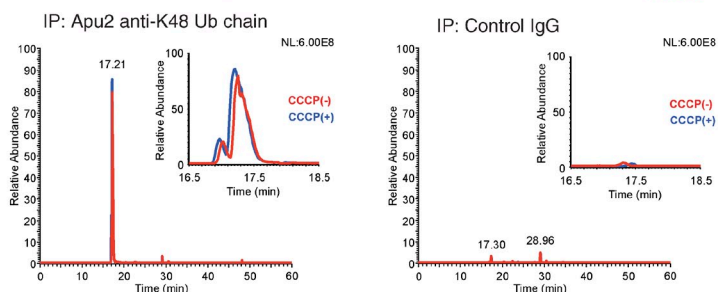 IP: Apu2 anti-K48 Ub chain
NL:6.00E8
17.21
Relative Abundance
100
90
80
70
60
50
40
30
20
10
0
0 10 20 30 40 50 60
Time (min)
Relative Abundance
100
50
0
CCCP(-)
CCCP(+)
16.5 17.5 18.5
Time (min)
IP: Control IgG
NL:6.00E8
Relative Abundance
100
90
80
70
60
50
40
30
20
10
0
17.30 28.96
0 10 20 30 40 50 60
Time (min)
Relative Abundance
100
50
0
CCCP(-)
CCCP(+)
16.5 17.5 18.5
Time (min)